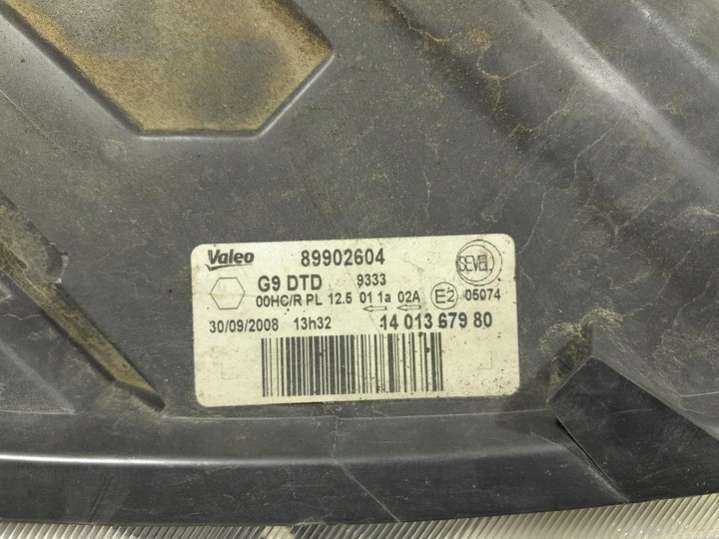 Valeo 89902604 SEVEL
G9 DTD 9333
00HC/R PL 12.5 01 1a 02A E2 05074
30/09/2008 13h32 14 013 679 80